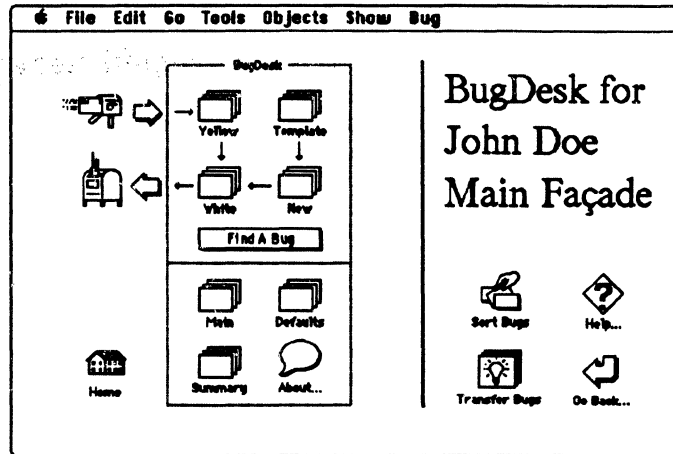 File Edit Go Tools Objects Show Bug
BugDesk
Yellow Template
White New
Find A Bug
Main Defaults
Summary About...
Home
BugDesk for
John Doe
Main Façade
Sort Bugs Help...
Transfer Bugs Go Back...